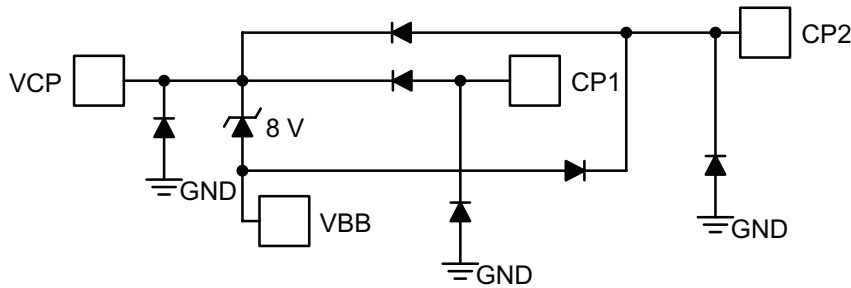 CP2
VCP
CP1
8 V
GND
VBB
GND
GND